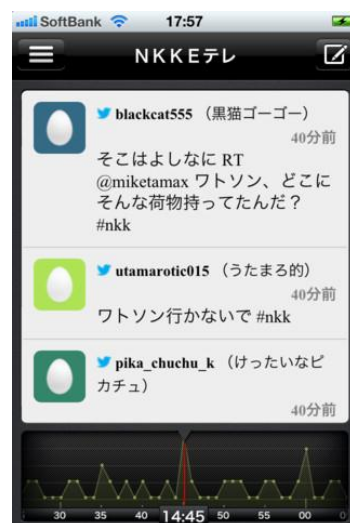 SoftBank 17:57
NKKEテレ
blackcat555 （黒猫ゴーゴー）
40分前
そこはよしなに RT
@miketamax ワトソン、どこに
そんな荷物持ってたんだ？
#nkk
utamarotic015 （うたまろ的）
40分前
ワトソン行かないで #nkk
pika_chuchu_k （けったいなピ
カチュ）
40分前
30 35 40 14:45 50 55 00